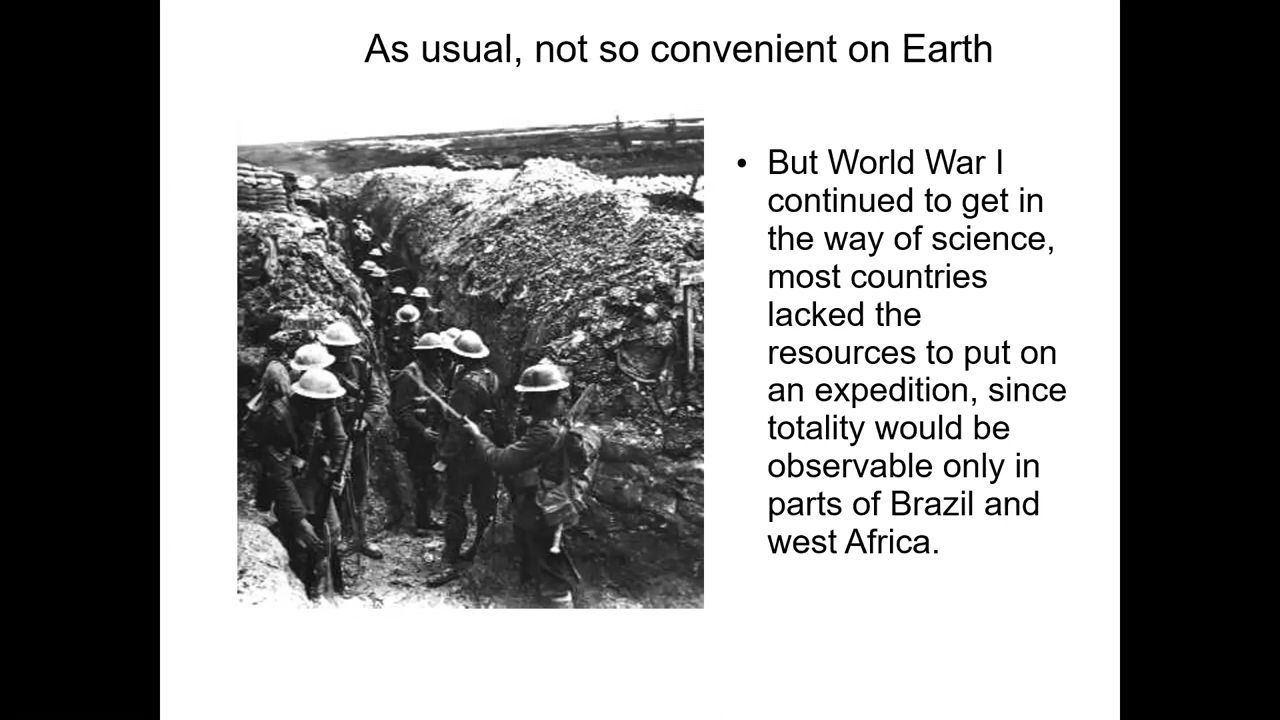 As usual, not so convenient on Earth
• But World War I
continued to get in
the way of science,
most countries
lacked the
resources to put on
an expedition, since
totality would be
observable only in
parts of Brazil and
west Africa.